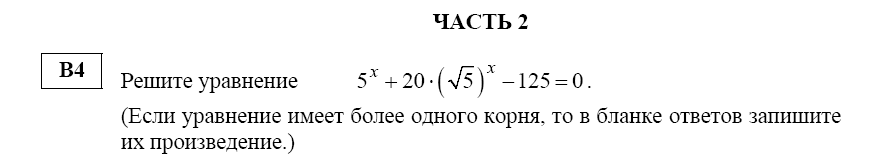 ЧАСТЬ 2
В4 Решите уравнение 5^x + 20·(√5)^x − 125 = 0.
(Если уравнение имеет более одного корня, то в бланке ответов запишите
их произведение.)